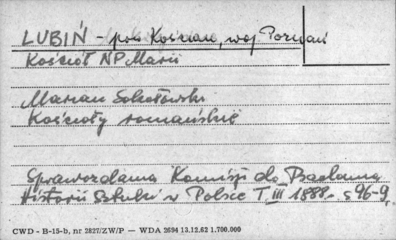 LUBIŃ - pow Kościan, woj Poznań
Kościół NP Marii
Marian Sokołowski
Kościoły romańskie
Sprawozdania Komisji do Badania
Historii Sztuki w Polsce T III 1888. s 96-9
CWD - B-15-b, nr 2827/ZW/P — WDA 2694 13.12.62 1.700.000